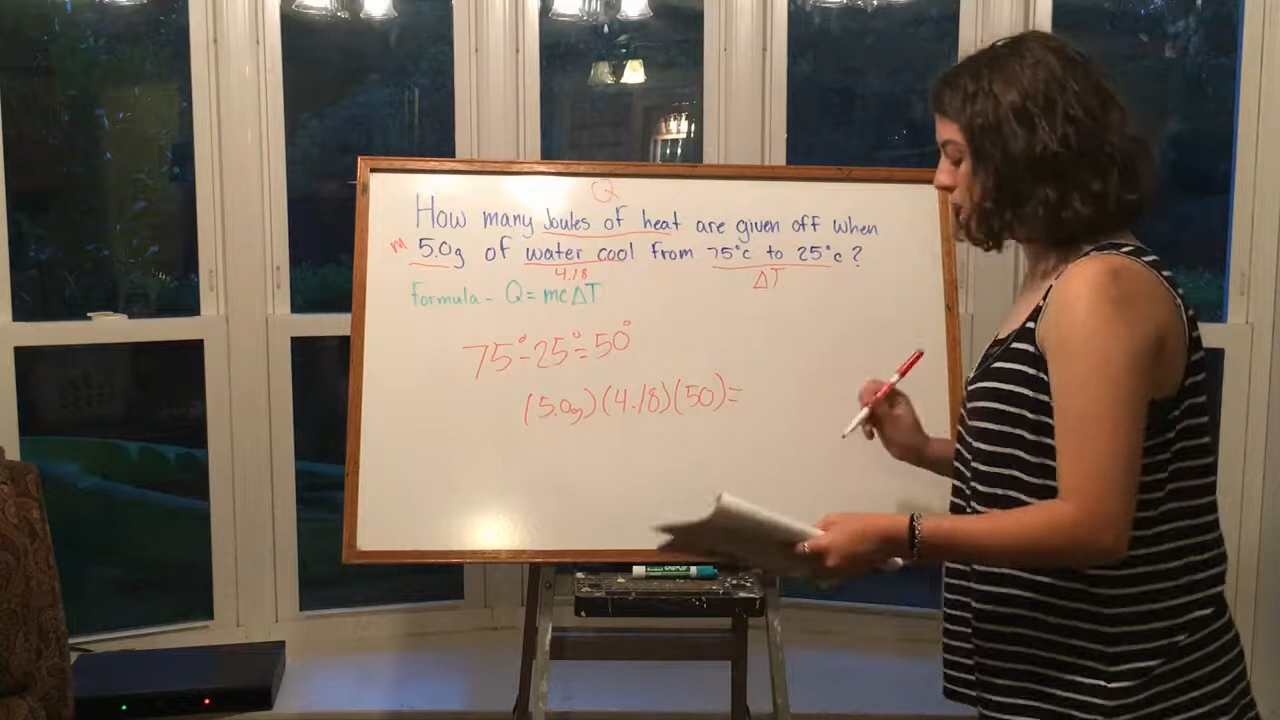 Q
How many Joules of heat are given off when
m 5.0g of water cool from 75°c to 25°c?
4.18 ΔT
Formula - Q = mcΔT
75°-25°=50°
(5.0g)(4.18)(50)=